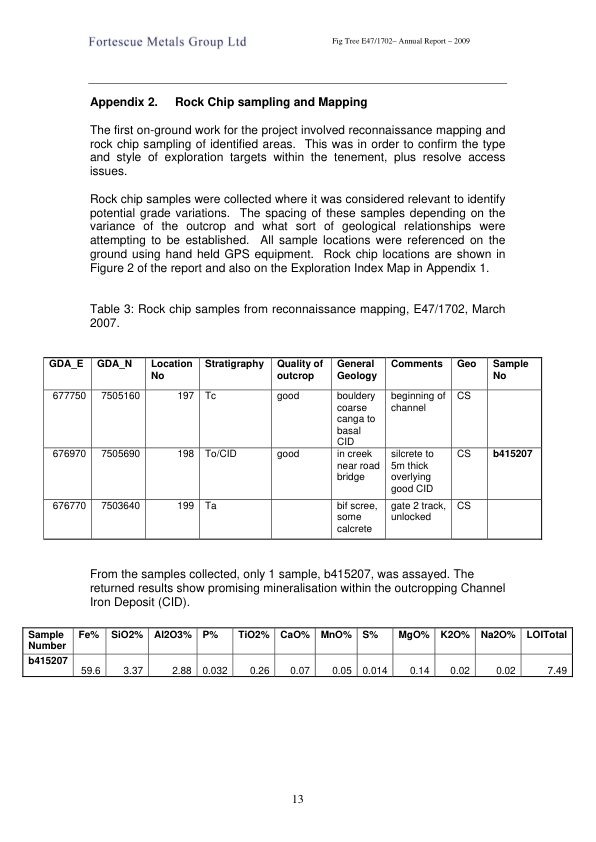 Fortescue Metals Group Ltd
Fig Tree E47/1702– Annual Report – 2009
Appendix 2. Rock Chip sampling and Mapping
The first on-ground work for the project involved reconnaissance mapping and
rock chip sampling of identified areas. This was in order to confirm the type
and style of exploration targets within the tenement, plus resolve access
issues.
Rock chip samples were collected where it was considered relevant to identify
potential grade variations. The spacing of these samples depending on the
variance of the outcrop and what sort of geological relationships were
attempting to be established. All sample locations were referenced on the
ground using hand held GPS equipment. Rock chip locations are shown in
Figure 2 of the report and also on the Exploration Index Map in Appendix 1.
Table 3: Rock chip samples from reconnaissance mapping, E47/1702, March
2007.
GDA_E GDA_N Location Stratigraphy Quality of General Comments Geo Sample
No outcrop Geology No
677750 7505160 197 Tc good bouldery beginning of CS
coarse channel
canga to
basal
CID
676970 7505690 198 To/CID good in creek silcrete to CS b415207
near road 5m thick
bridge overlying
good CID
676770 7503640 199 Ta bif scree, gate 2 track, CS
some unlocked
calcrete
From the samples collected, only 1 sample, b415207, was assayed. The
returned results show promising mineralisation within the outcropping Channel
Iron Deposit (CID).
Sample Fe% SiO2% Al2O3% P% TiO2% CaO% MnO% S% MgO% K2O% Na2O% LOITotal
Number
b415207
59.6 3.37 2.88 0.032 0.26 0.07 0.05 0.014 0.14 0.02 0.02 7.49
13